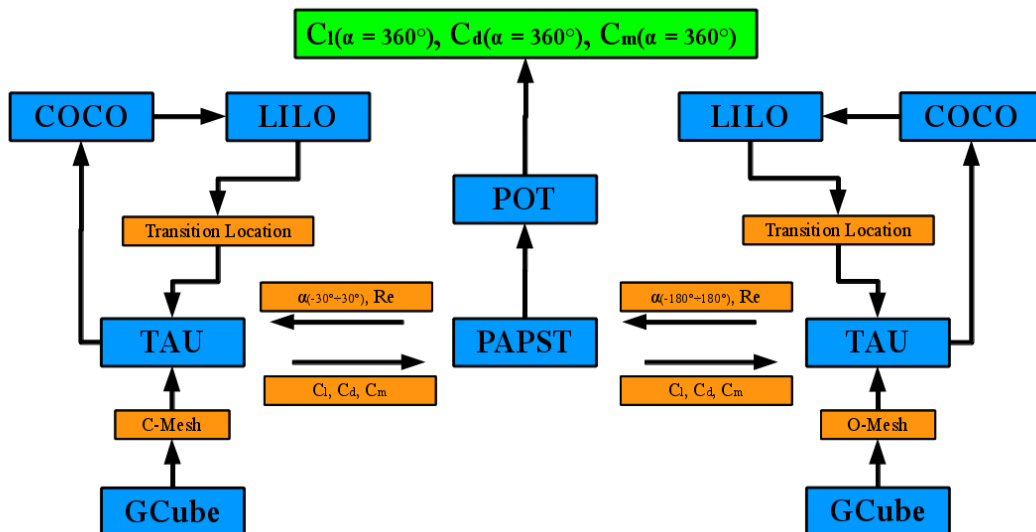 Cl(α = 360°), Cd(α = 360°), Cm(α = 360°)
COCO
LILO
LILO
COCO
POT
Transition Location
Transition Location
α(-30°÷30°), Re
α(-180°÷180°), Re
TAU
PAPST
TAU
Cl, Cd, Cm
Cl, Cd, Cm
C-Mesh
O-Mesh
GCube
GCube